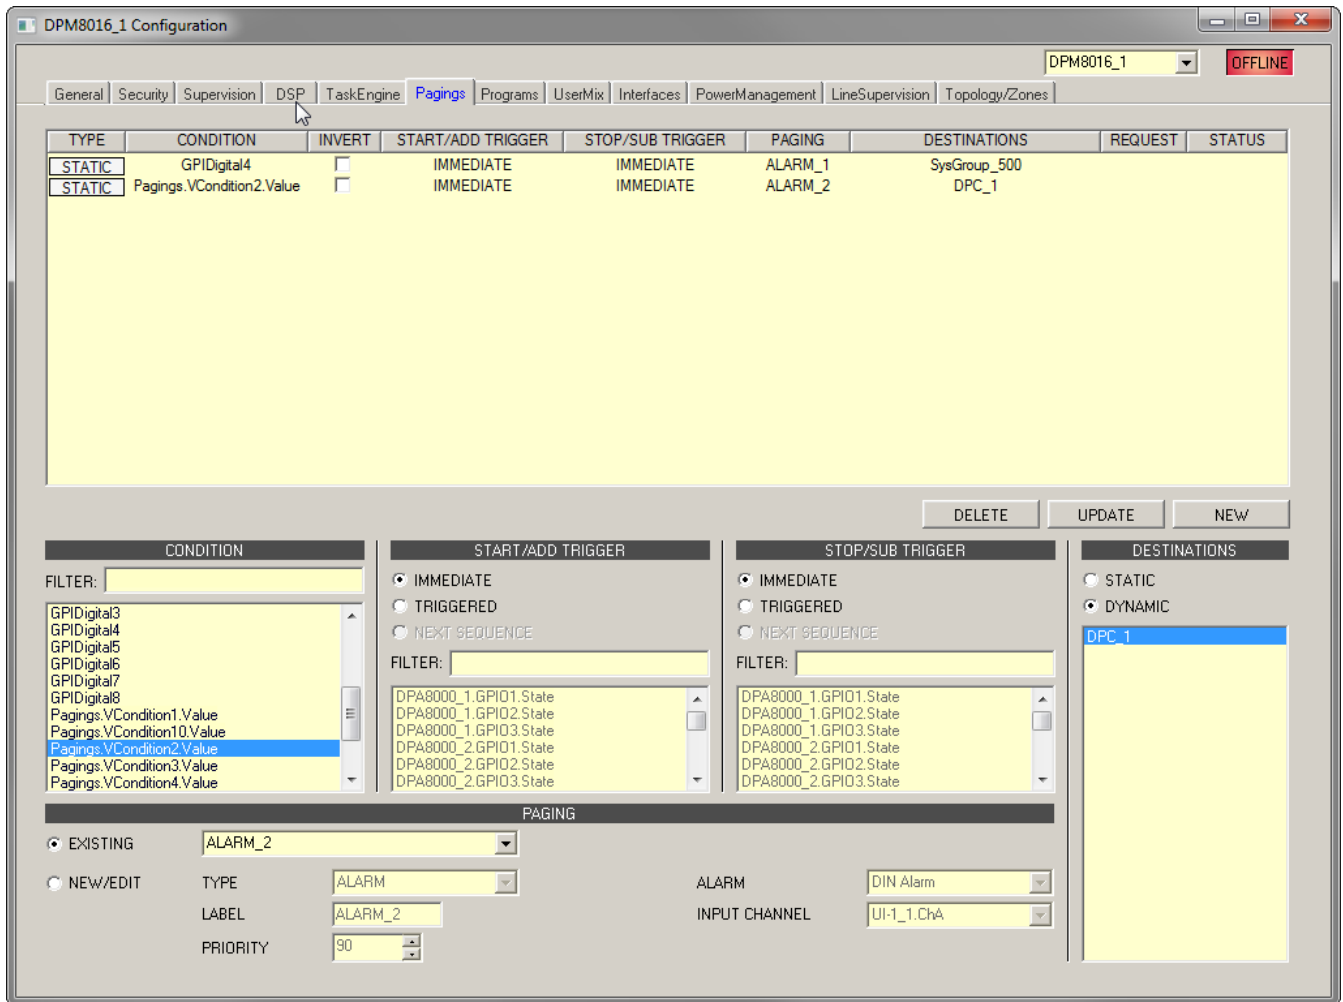 DPM8016_1 Configuration
DPM8016_1 OFFLINE
General Security Supervision DSP TaskEngine Pagings Programs UserMix Interfaces PowerManagement LineSupervision Topology/Zones
TYPE CONDITION INVERT START/ADD TRIGGER STOP/SUB TRIGGER PAGING DESTINATIONS REQUEST STATUS
STATIC GPIDigital4 IMMEDIATE IMMEDIATE ALARM_1 SysGroup_500
STATIC Pagings.VCondition2.Value IMMEDIATE IMMEDIATE ALARM_2 DPC_1
DELETE UPDATE NEW
CONDITION START/ADD TRIGGER STOP/SUB TRIGGER DESTINATIONS
FILTER: IMMEDIATE IMMEDIATE STATIC
GPIDigital3 TRIGGERED TRIGGERED DYNAMIC
GPIDigital4 NEXT SEQUENCE NEXT SEQUENCE DPC_1
GPIDigital5
GPIDigital6 FILTER: FILTER:
GPIDigital7
GPIDigital8 DPA8000_1.GPIO1.State DPA8000_1.GPIO1.State
Pagings.VCondition1.Value DPA8000_1.GPIO2.State DPA8000_1.GPIO2.State
Pagings.VCondition10.Value DPA8000_1.GPIO3.State DPA8000_1.GPIO3.State
Pagings.VCondition2.Value DPA8000_2.GPIO1.State DPA8000_2.GPIO1.State
Pagings.VCondition3.Value DPA8000_2.GPIO2.State DPA8000_2.GPIO2.State
Pagings.VCondition4.Value DPA8000_2.GPIO3.State DPA8000_2.GPIO3.State
PAGING
EXISTING ALARM_2
NEW/EDIT TYPE ALARM ALARM DIN Alarm
LABEL ALARM_2 INPUT CHANNEL UI-1_1.ChA
PRIORITY 90